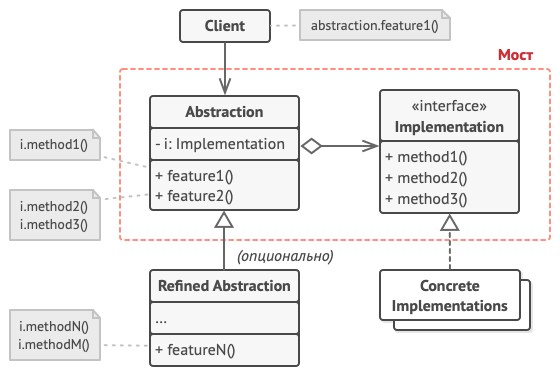 Client
abstraction.feature1()
Мост
Abstraction
- i: Implementation
+ feature1()
+ feature2()
«interface»
Implementation
+ method1()
+ method2()
+ method3()
i.method1()
i.method2()
i.method3()
(опционально)
Refined Abstraction
...
+ featureN()
Concrete
Implementations
i.methodN()
i.methodM()